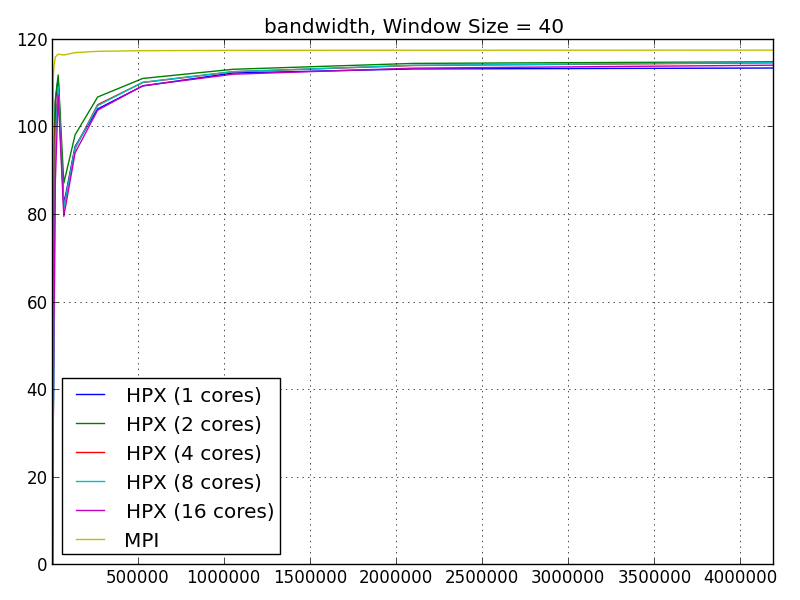 bandwidth, Window Size = 40
120
100
80
60
40
20
0
HPX (1 cores)
HPX (2 cores)
HPX (4 cores)
HPX (8 cores)
HPX (16 cores)
MPI
500000 1000000 1500000 2000000 2500000 3000000 3500000 4000000